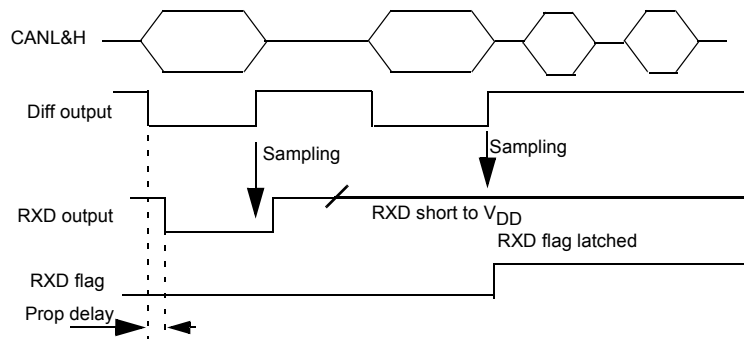 CANL&H
Diff output
Sampling
Sampling
RXD output
RXD short to VDD
RXD flag latched
RXD flag
Prop delay